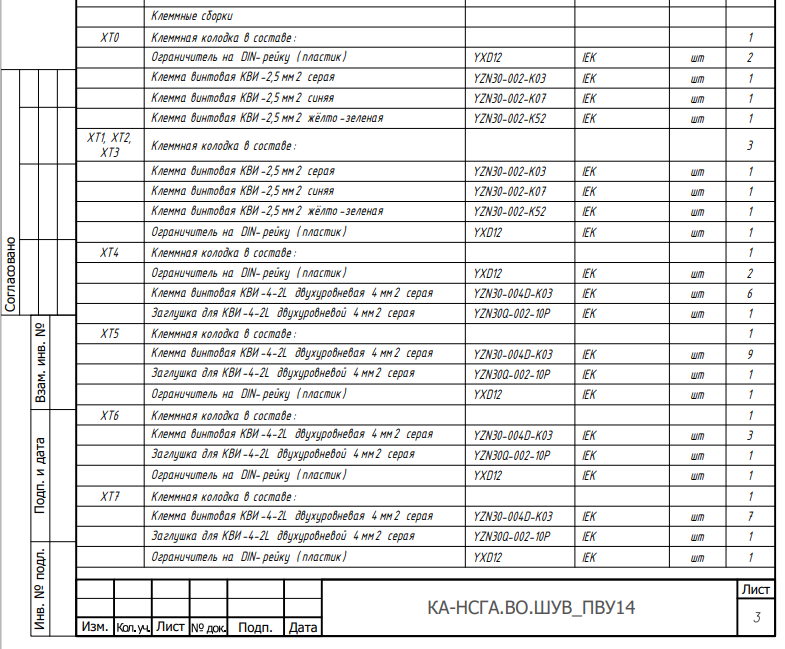 Клеммные сборки
XT0 Клеммная колодка в составе: 1
Ограничитель на DIN-рейку (пластик) YXD12 IEK шт 2
Клемма винтовая КВИ-2,5 мм2 серая YZN30-002-K03 IEK шт 1
Клемма винтовая КВИ-2,5 мм2 синяя YZN30-002-K07 IEK шт 1
Клемма винтовая КВИ-2,5 мм2 жёлто-зеленая YZN30-002-K52 IEK шт 1
XT1, XT2,
XT3 Клеммная колодка в составе: 3
Клемма винтовая КВИ-2,5 мм2 серая YZN30-002-K03 IEK шт 1
Клемма винтовая КВИ-2,5 мм2 синяя YZN30-002-K07 IEK шт 1
Клемма винтовая КВИ-2,5 мм2 жёлто-зеленая YZN30-002-K52 IEK шт 1
Ограничитель на DIN-рейку (пластик) YXD12 IEK шт 1
XT4 Клеммная колодка в составе: 1
Ограничитель на DIN-рейку (пластик) YXD12 IEK шт 2
Клемма винтовая КВИ-4-2L двухуровневая 4 мм2 серая YZN30-004D-K03 IEK шт 6
Заглушка для КВИ-4-2L двухуровневой 4 мм2 серая YZN30Q-002-10P IEK шт 1
XT5 Клеммная колодка в составе: 1
Клемма винтовая КВИ-4-2L двухуровневая 4 мм2 серая YZN30-004D-K03 IEK шт 9
Заглушка для КВИ-4-2L двухуровневой 4 мм2 серая YZN30Q-002-10P IEK шт 1
Ограничитель на DIN-рейку (пластик) YXD12 IEK шт 1
XT6 Клеммная колодка в составе: 1
Клемма винтовая КВИ-4-2L двухуровневая 4 мм2 серая YZN30-004D-K03 IEK шт 3
Заглушка для КВИ-4-2L двухуровневой 4 мм2 серая YZN30Q-002-10P IEK шт 1
Ограничитель на DIN-рейку (пластик) YXD12 IEK шт 1
XT7 Клеммная колодка в составе: 1
Клемма винтовая КВИ-4-2L двухуровневая 4 мм2 серая YZN30-004D-K03 IEK шт 7
Заглушка для КВИ-4-2L двухуровневой 4 мм2 серая YZN30Q-002-10P IEK шт 1
Ограничитель на DIN-рейку (пластик) YXD12 IEK шт 1
Согласовано
Взам. инв. №
Подп. и дата
Инв. № подл.
Изм. Кол.уч. Лист № док. Подп. Дата
КА-НСГА.ВО.ШУВ_ПВУ14
Лист
3